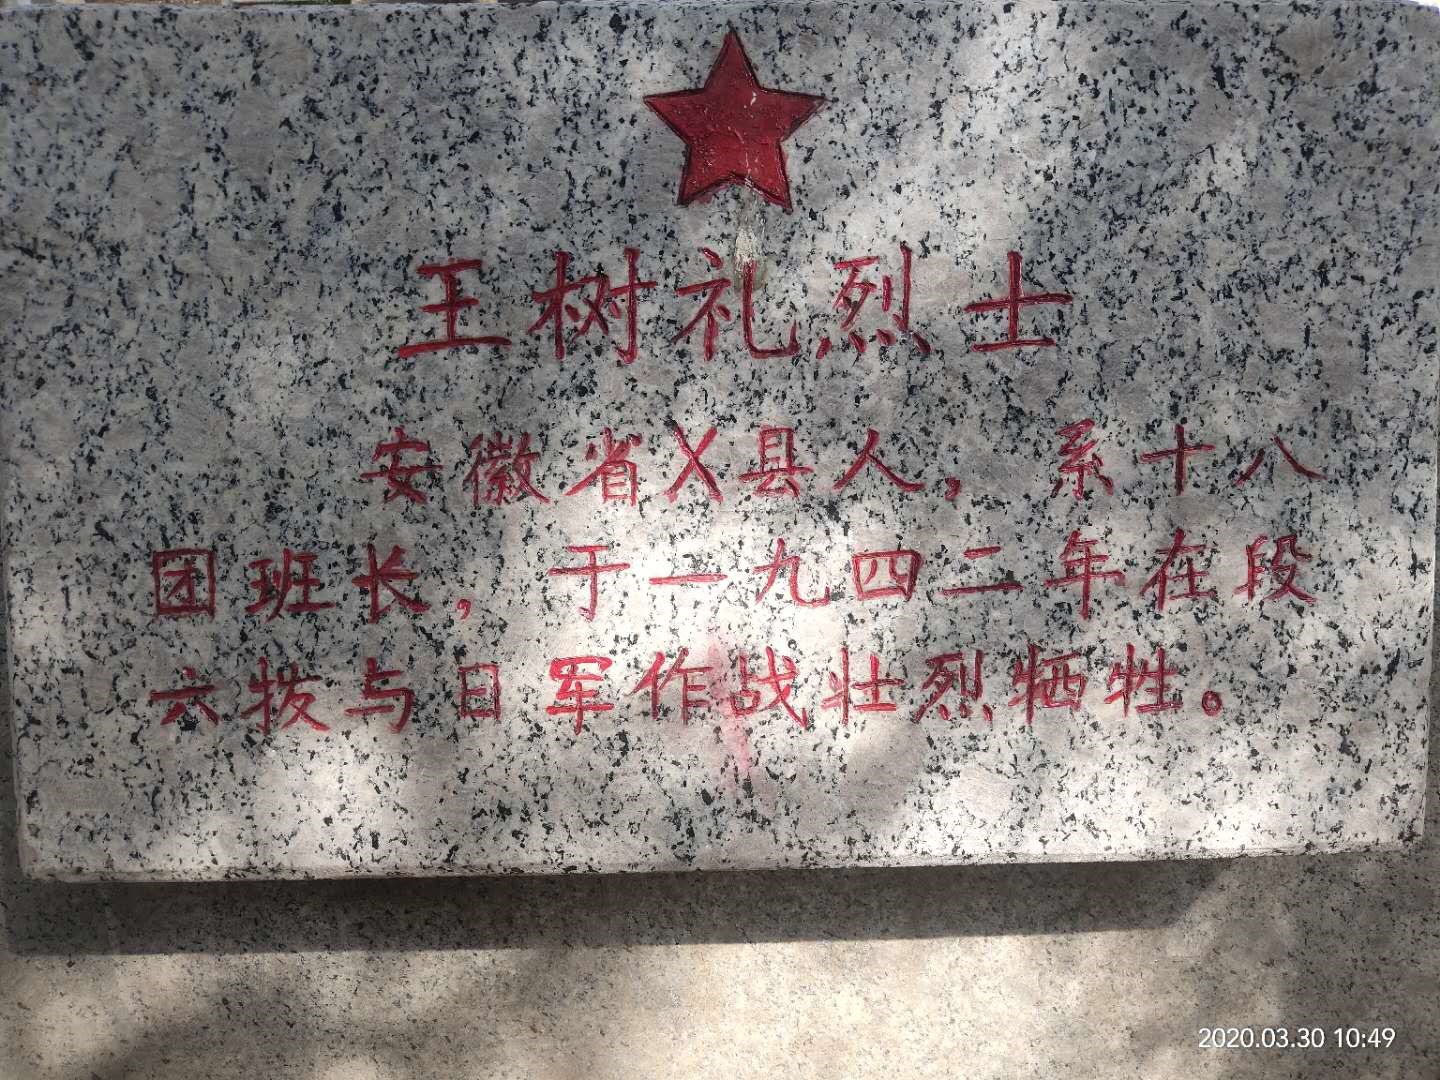 王树礼烈士
安徽省X县人，系十八
团班长，于一九四二年在段
六拨与日军作战壮烈牺牲。
2020.03.30 10:49